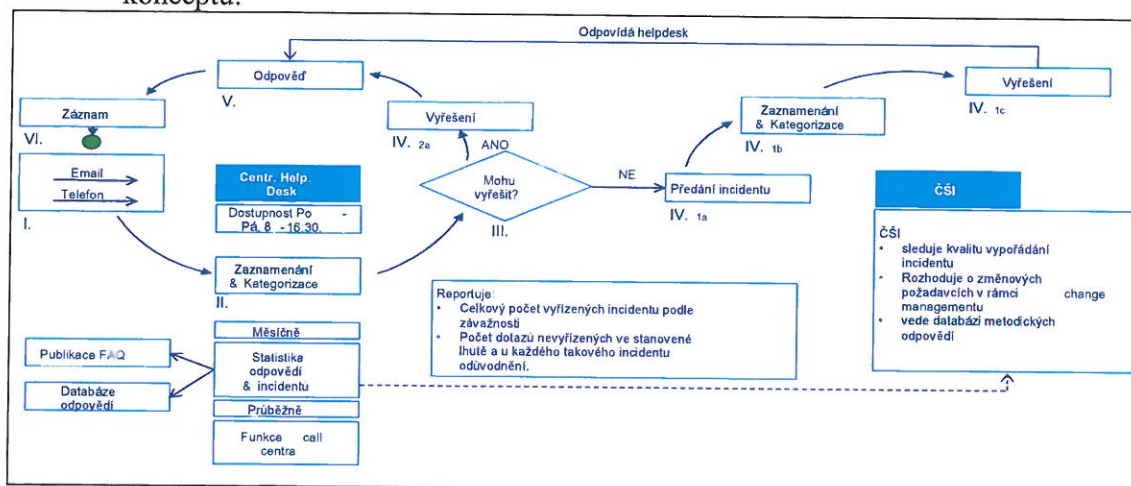 konceptu.
Odpovídá helpdesk
Odpověď
V.
Vyřešení
IV. 1c
Záznam
VI.
Vyřešení
IV. 2a
ANO
Zaznamenání
& Kategorizace
IV. 1b
Email
Telefon
I.
Centr. Help.
Desk
Dostupnost Po -
Pá, 8 - 16:30.
Mohu
vyřešit?
III.
NE
Předání incidentu
IV. 1a
ČŠI
Zaznamenání
& Kategorizace
II.
ČŠI
• sleduje kvalitu vypořádání
incidentu
• Rozhoduje o změnových
požadavcích v rámci change
managementu
• vede databázi metodických
odpovědí
Reportuje:
• Celkový počet vyřízených incidentu podle
závažnosti
• Počet dotazů nevyřízených ve stanovené
lhutě a u každého takového incidentu
odůvodnění.
Měsíčně
Publikace FAQ
Statistika
odpovědí
& incidentu
Databáze
odpovědí
Průběžně
Funkce call
centra